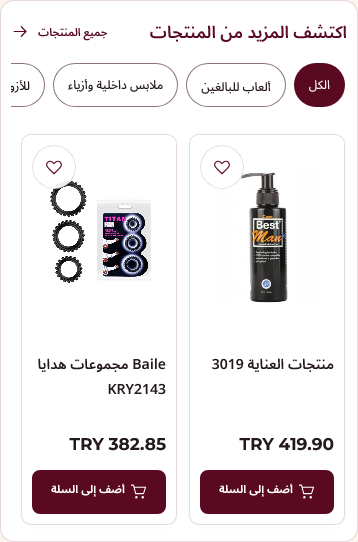 اكتشف المزيد من المنتجات
جميع المنتجات
الكل
ألعاب للبالغين
ملابس داخلية وأزياء
للأزو
Best
Man
TITAN
منتجات العناية 3019
TRY 419.90
أضف إلى السلة
Baile مجموعات هدايا
KRY2143
TRY 382.85
أضف إلى السلة